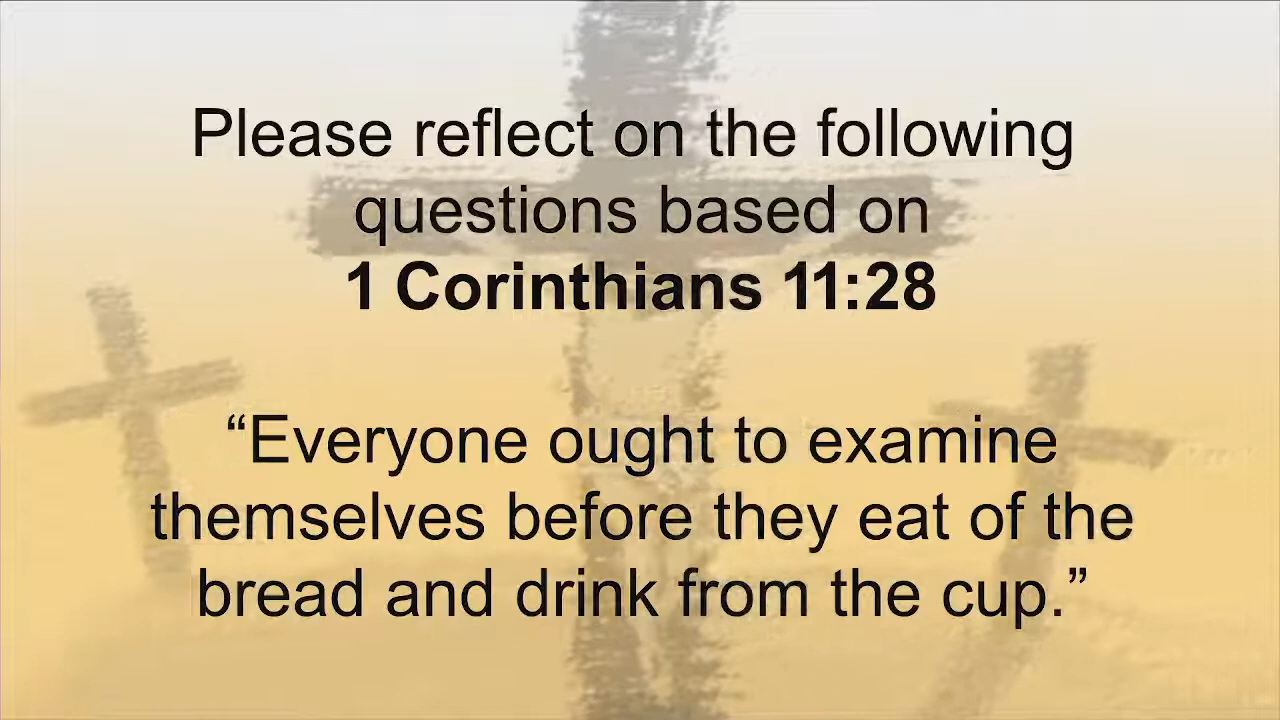 Please reflect on the following
questions based on
1 Corinthians 11:28
“Everyone ought to examine
themselves before they eat of the
bread and drink from the cup.”